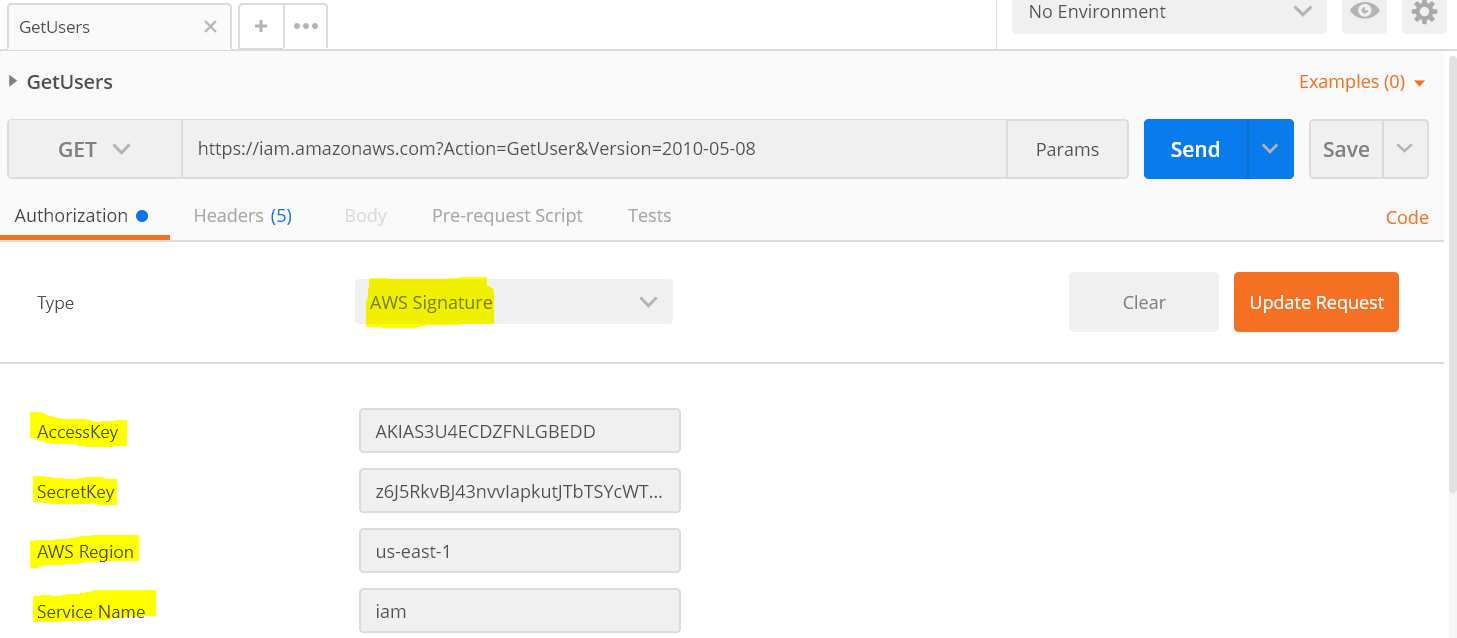 GetUsers
No Environment
GetUsers
Examples (0)
GET
https://iam.amazonaws.com?Action=GetUser&Version=2010-05-08
Params
Send
Save
Authorization
Headers (5)
Body
Pre-request Script
Tests
Code
Type
AWS Signature
Clear
Update Request
AccessKey
AKIAS3U4ECDZFNLGBEDD
SecretKey
z6J5RkvBJ43nvvIapkutJTbTSYcWT...
AWS Region
us-east-1
Service Name
iam